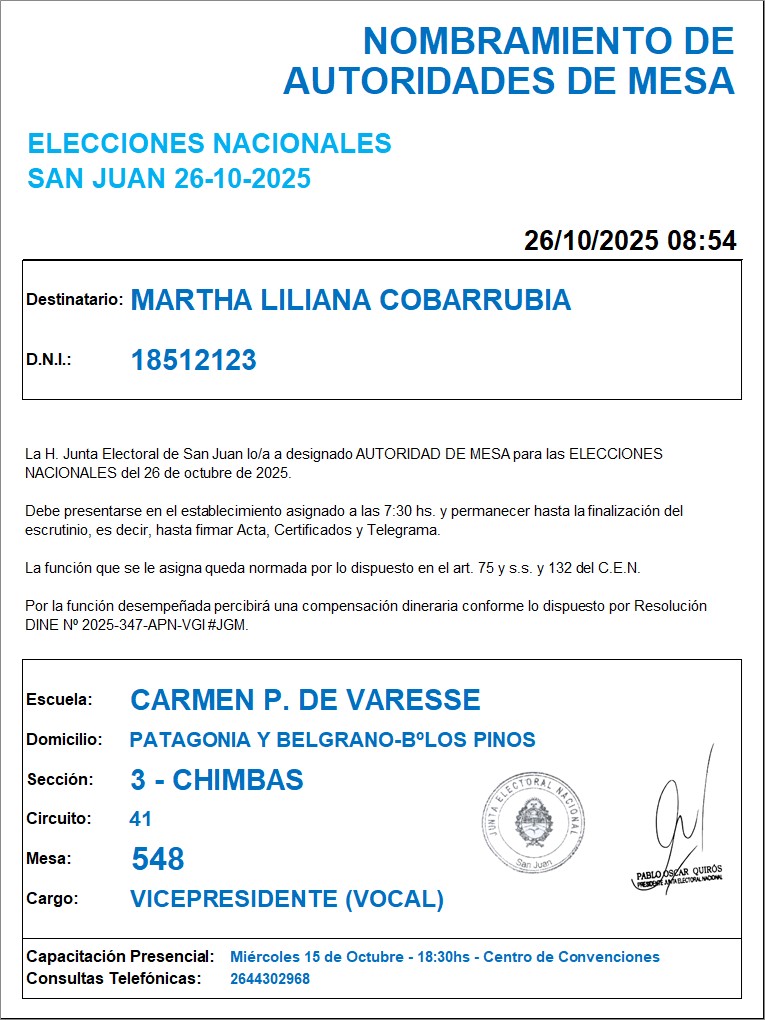 NOMBRAMIENTO DE
AUTORIDADES DE MESA
ELECCIONES NACIONALES
SAN JUAN 26-10-2025
26/10/2025 08:54
Destinatario: MARTHA LILIANA COBARRUBIA
D.N.I.: 18512123
La H. Junta Electoral de San Juan lo/a a designado AUTORIDAD DE MESA para las ELECCIONES
NACIONALES del 26 de octubre de 2025.
Debe presentarse en el establecimiento asignado a las 7:30 hs. y permanecer hasta la finalización del
escrutinio, es decir, hasta firmar Acta, Certificados y Telegrama.
La función que se le asigna queda normada por lo dispuesto en el art. 75 y s.s. y 132 del C.E.N.
Por la función desempeñada percibirá una compensación dineraria conforme lo dispuesto por Resolución
DINE Nº 2025-347-APN-VGI#JGM.
Escuela: CARMEN P. DE VARESSE
Domicilio: PATAGONIA Y BELGRANO-BºLOS PINOS
Sección: 3 - CHIMBAS
Circuito: 41
Mesa: 548
Cargo: VICEPRESIDENTE (VOCAL)
JUNTA ELECTORAL NACIONAL
San Juan
PABLO OSCAR QUIRÓS
PRESIDENTE JUNTA ELECTORAL NACIONAL
Capacitación Presencial: Miércoles 15 de Octubre - 18:30hs - Centro de Convenciones
Consultas Telefónicas: 2644302968